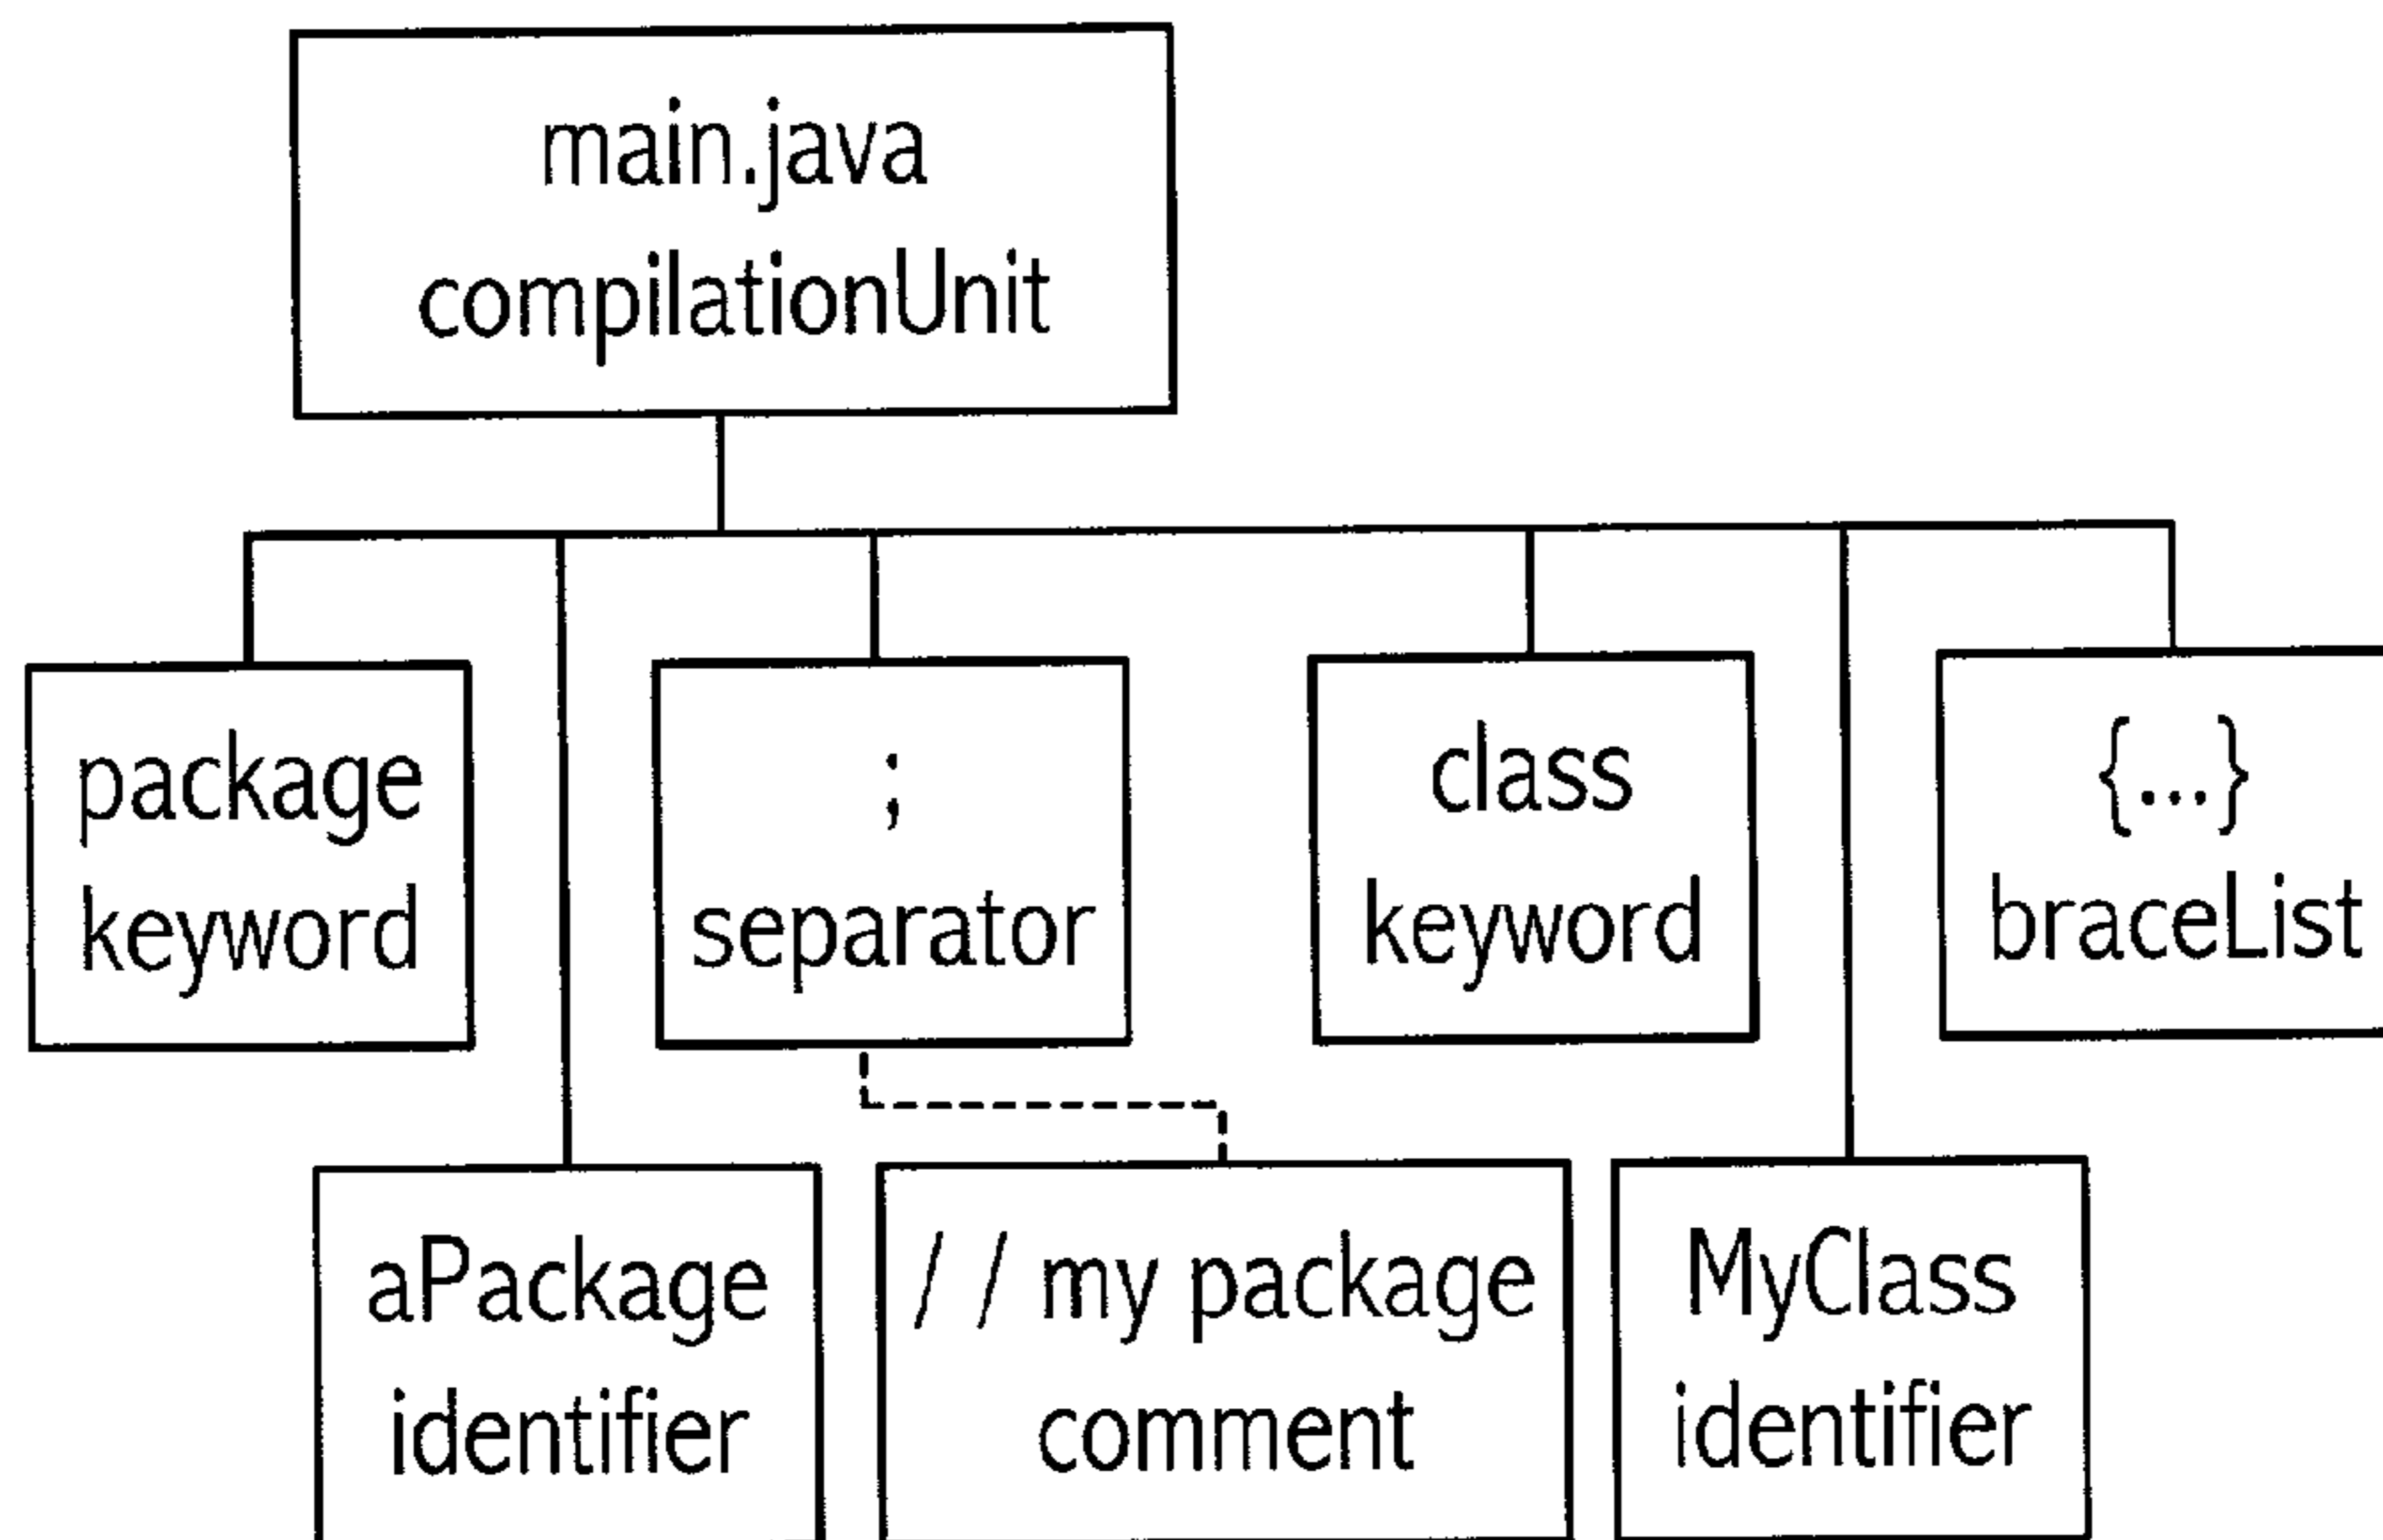 main.java
compilationUnit
package
keyword
;
separator
class
keyword
{...}
braceList
aPackage
identifier
/ / my package
comment
MyClass
identifier